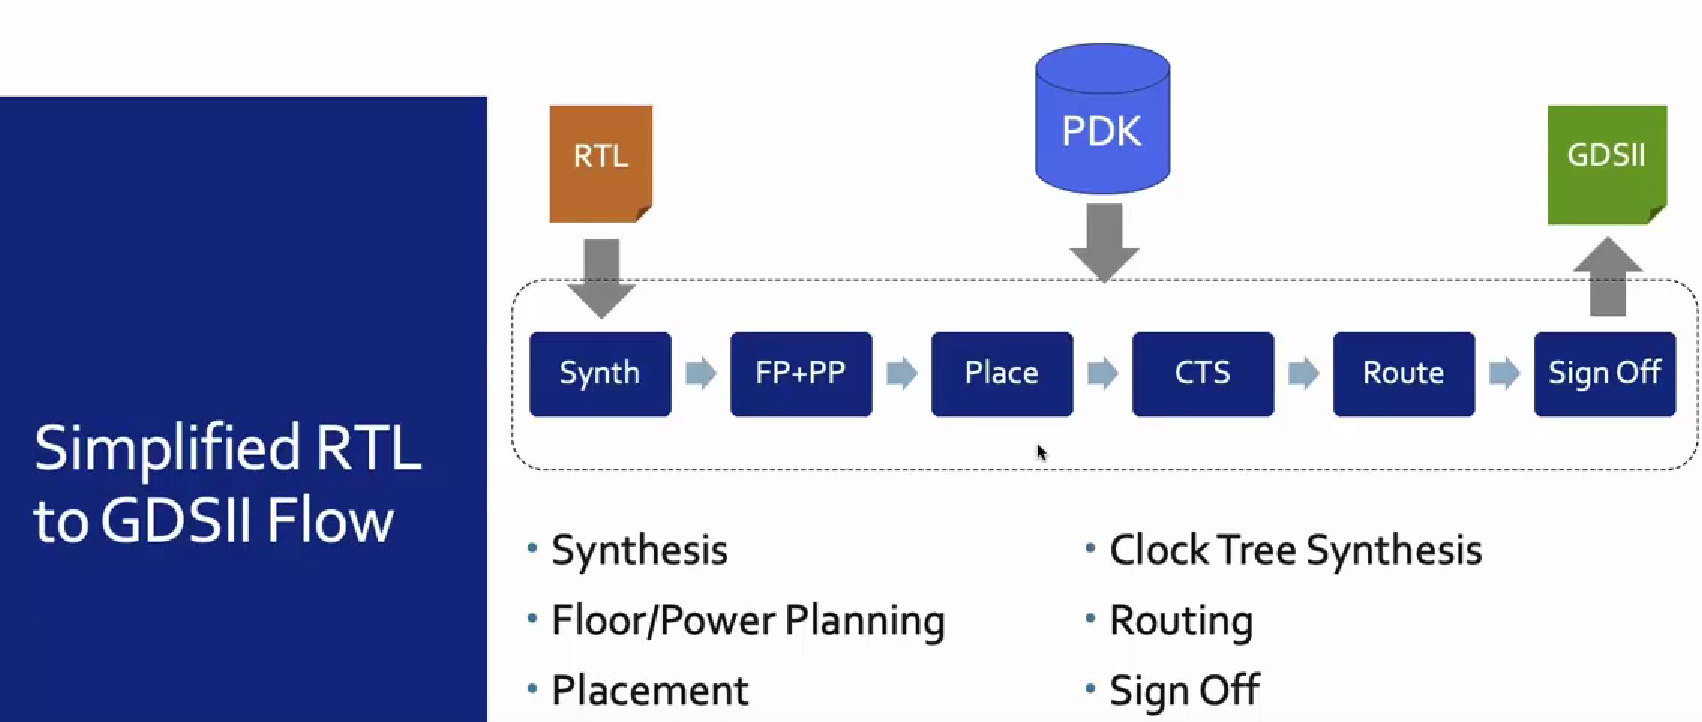 RTL
PDK
GDSII
Synth
FP+PP
Place
CTS
Route
Sign Off
Simplified RTL
to GDSII Flow
• Synthesis
• Floor/Power Planning
• Placement
• Clock Tree Synthesis
• Routing
• Sign Off